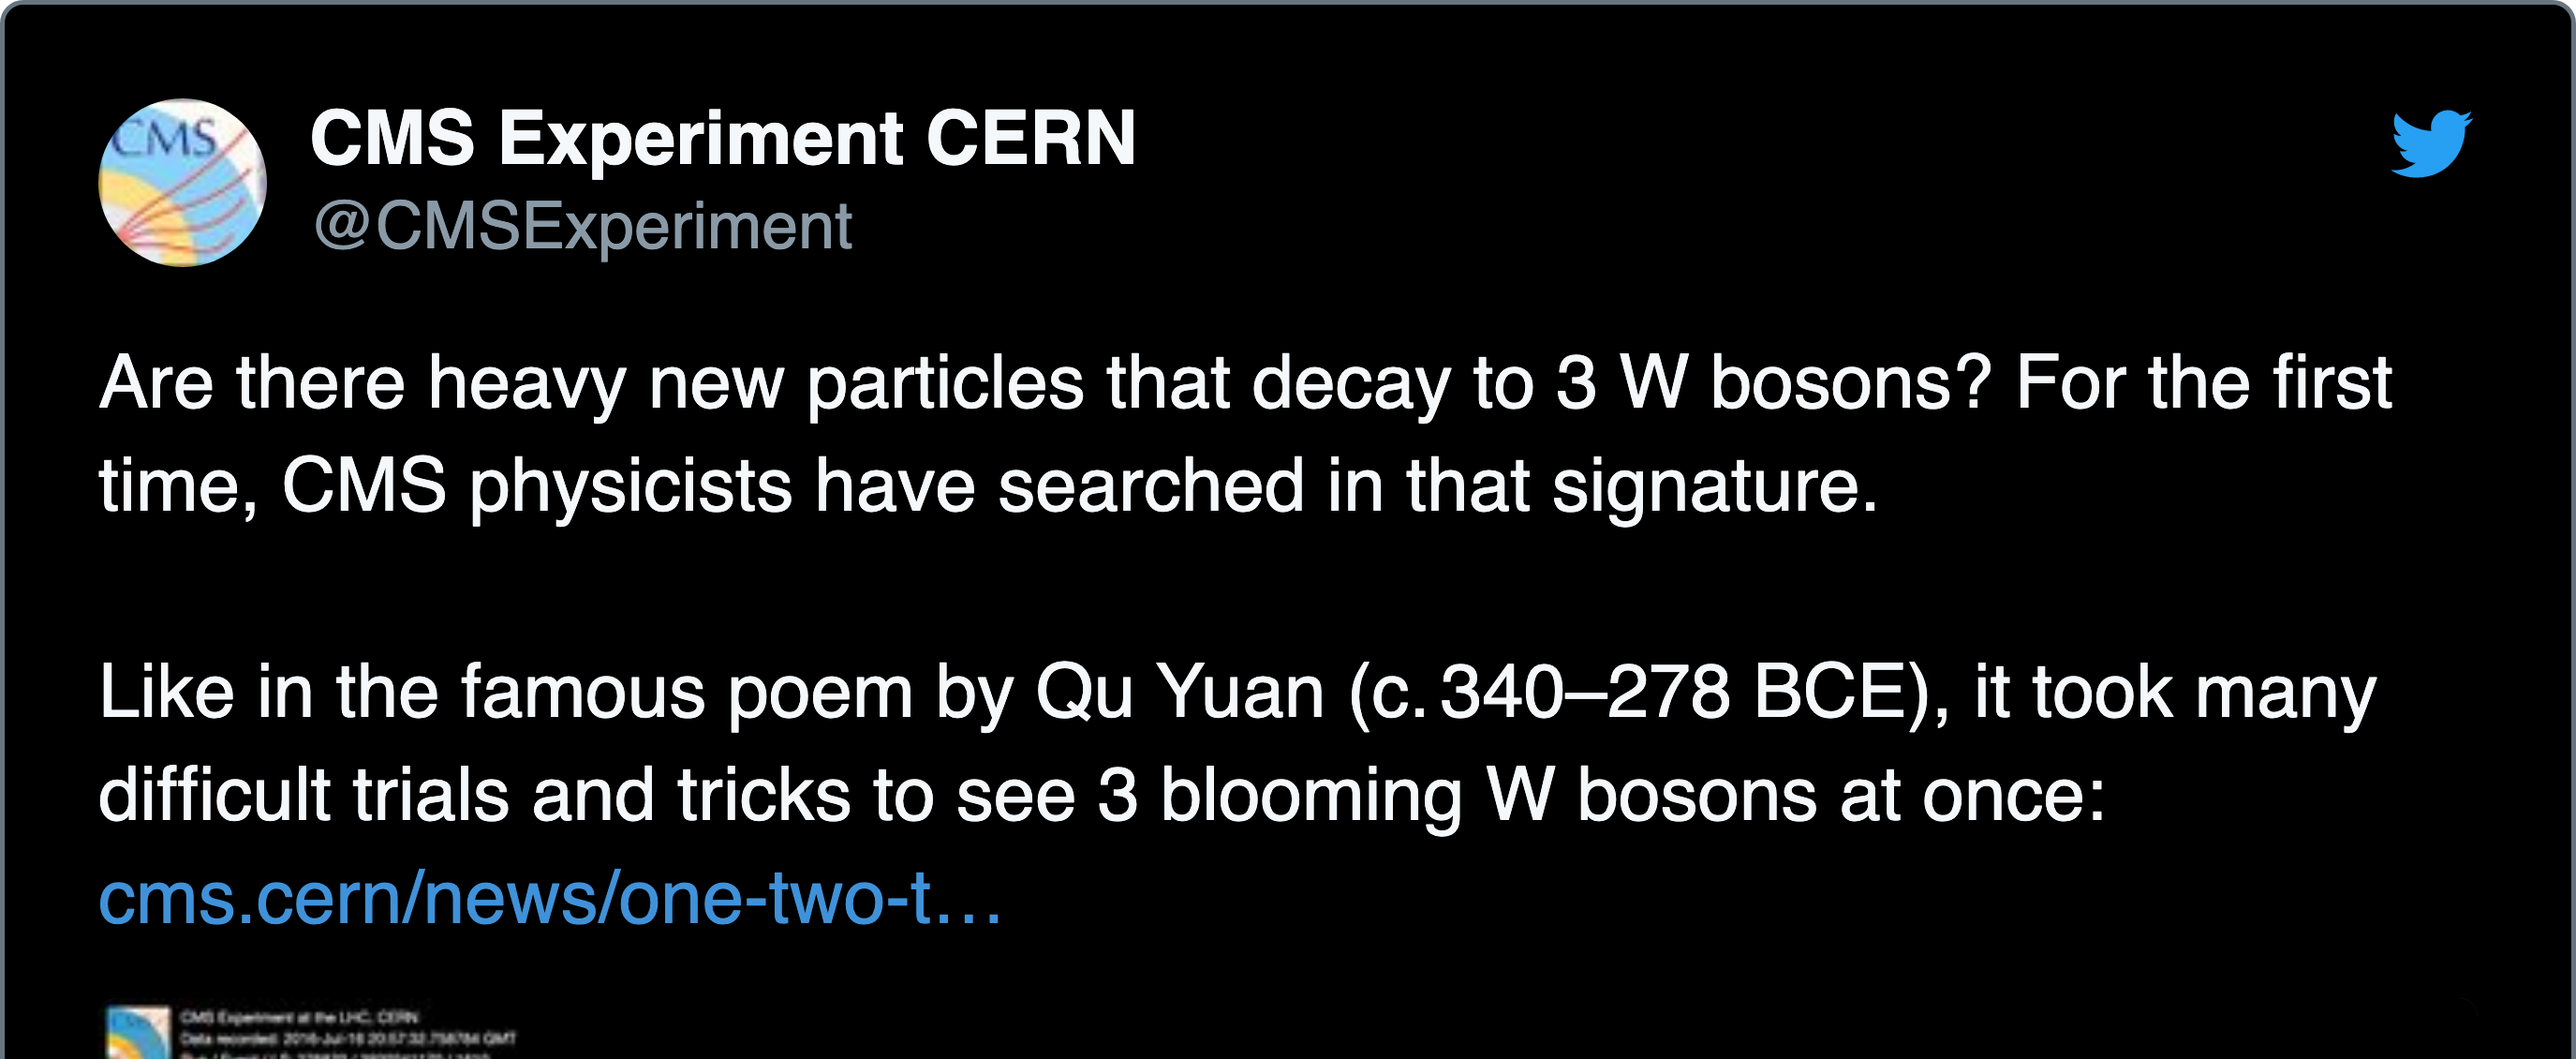 CMS
CMS Experiment CERN
@CMSExperiment
Are there heavy new particles that decay to 3 W bosons? For the first
time, CMS physicists have searched in that signature.
Like in the famous poem by Qu Yuan (c. 340–278 BCE), it took many
difficult trials and tricks to see 3 blooming W bosons at once:
cms.cern/news/one-two-t…
CMS Experiment at the LHC, CERN
Data recorded: 2016-Jul-16 20:57:32.758784 GMT